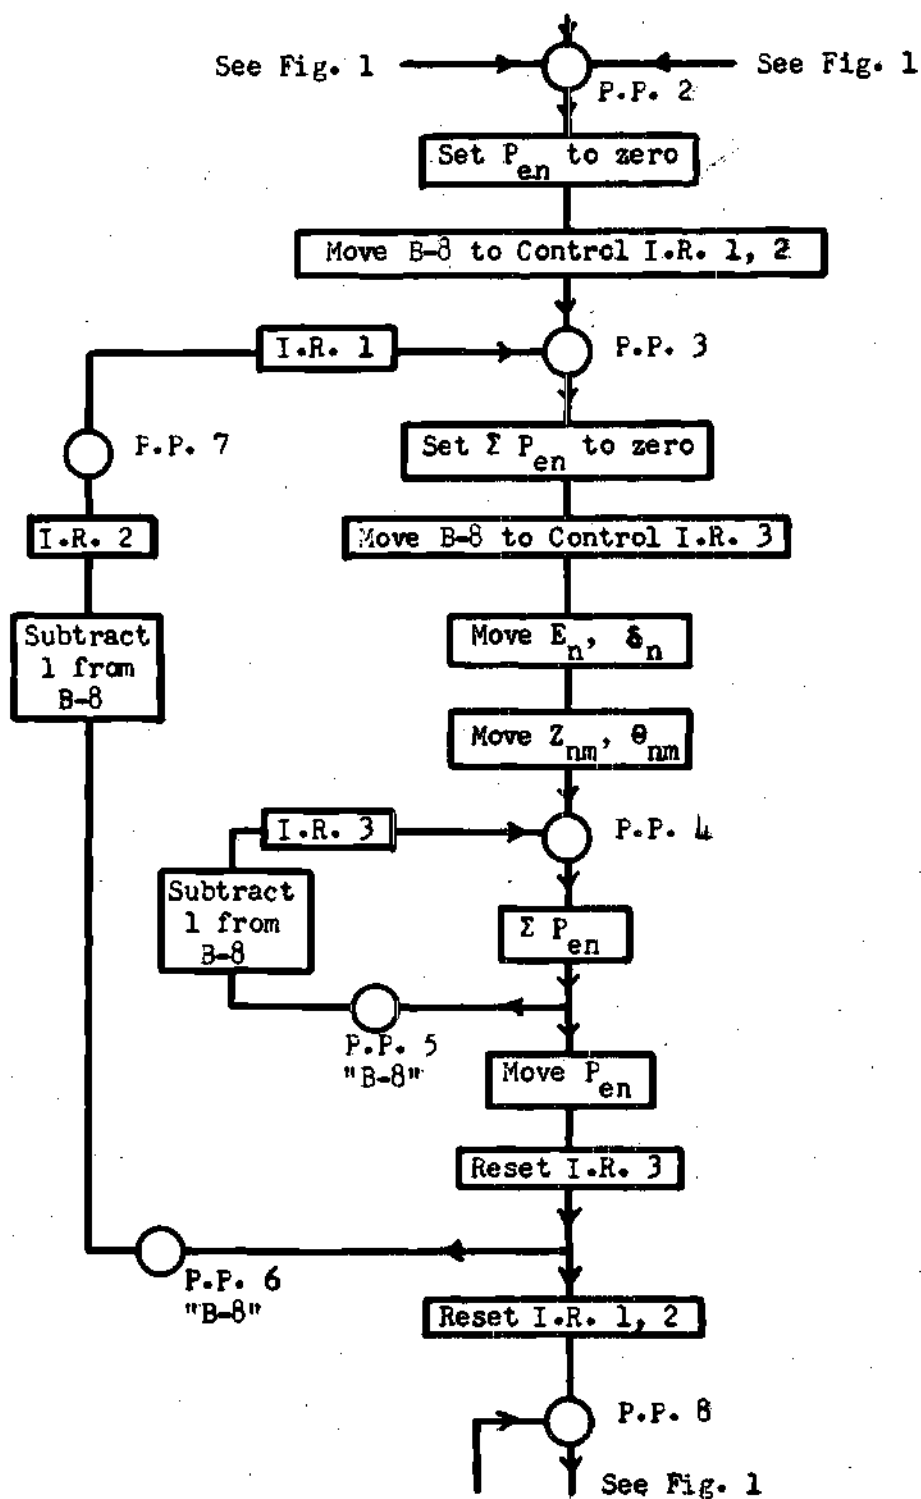 See Fig. 1
See Fig. 1
P.P. 2
Set P_en to zero
Move B-8 to Control I.R. 1, 2
I.R. 1
P.P. 3
P.P. 7
Set Σ P_en to zero
I.R. 2
Move B-8 to Control I.R. 3
Subtract
1 from
B-8
Move E_n, δ_n
Move Z_nm, θ_nm
I.R. 3
P.P. 4
Subtract
1 from
B-8
Σ P_en
P.P. 5
"B-8"
Move P_en
Reset I.R. 3
P.P. 6
"B-8"
Reset I.R. 1, 2
P.P. 8
See Fig. 1